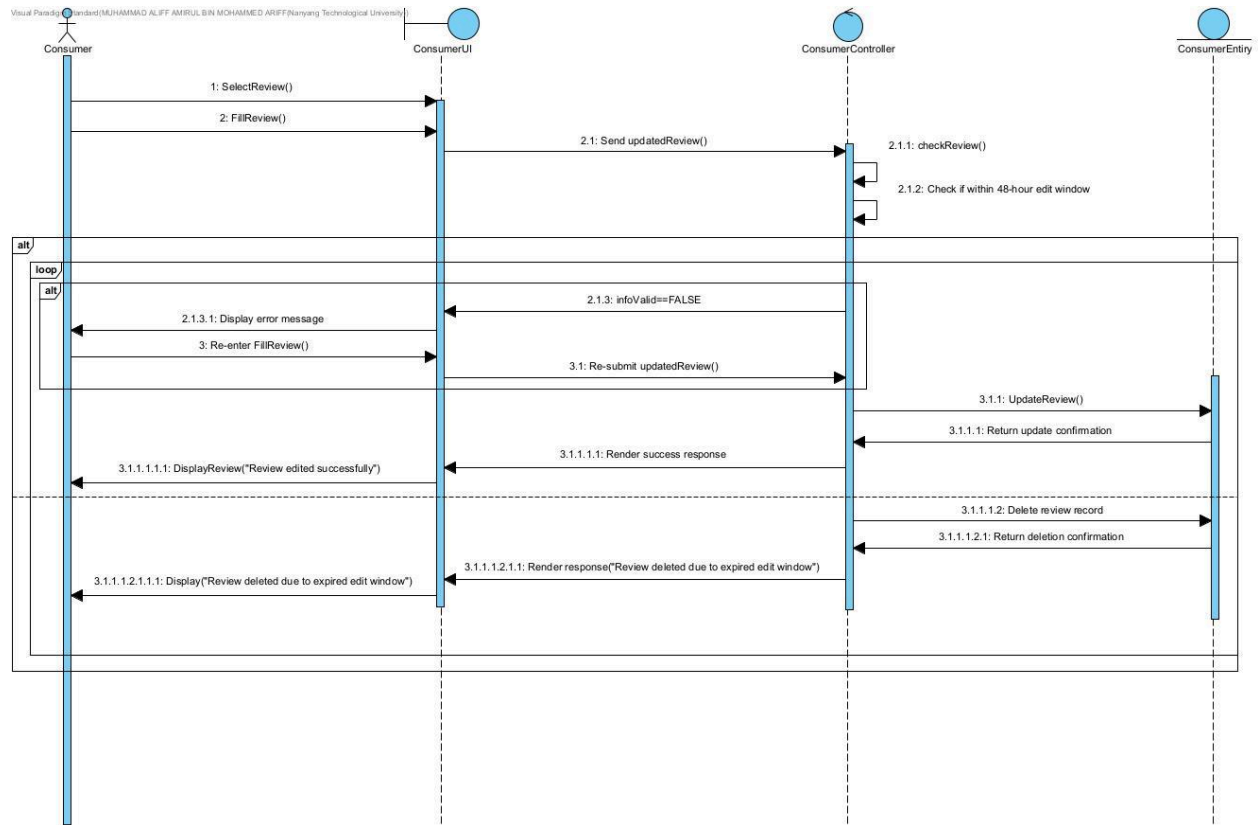 Visual Paradigm Standard(MUHAMMAD ALIFF AMIRUL BIN MOHAMMED ARIFF(Nanyang Technological University))
Consumer
ConsumerUI
ConsumerController
ConsumerEntiry
1: SelectReview()
2: FillReview()
2.1: Send updatedReview()
2.1.1: checkReview()
2.1.2: Check if within 48-hour edit window
alt
loop
alt
2.1.3: infoValid==FALSE
2.1.3.1: Display error message
3: Re-enter FillReview()
3.1: Re-submit updatedReview()
3.1.1: UpdateReview()
3.1.1.1: Return update confirmation
3.1.1.1.1: Render success response
3.1.1.1.1.1: DisplayReview("Review edited successfully")
3.1.1.1.2: Delete review record
3.1.1.1.2.1: Return deletion confirmation
3.1.1.1.2.1.1: Render response("Review deleted due to expired edit window")
3.1.1.1.2.1.1.1: Display("Review deleted due to expired edit window")